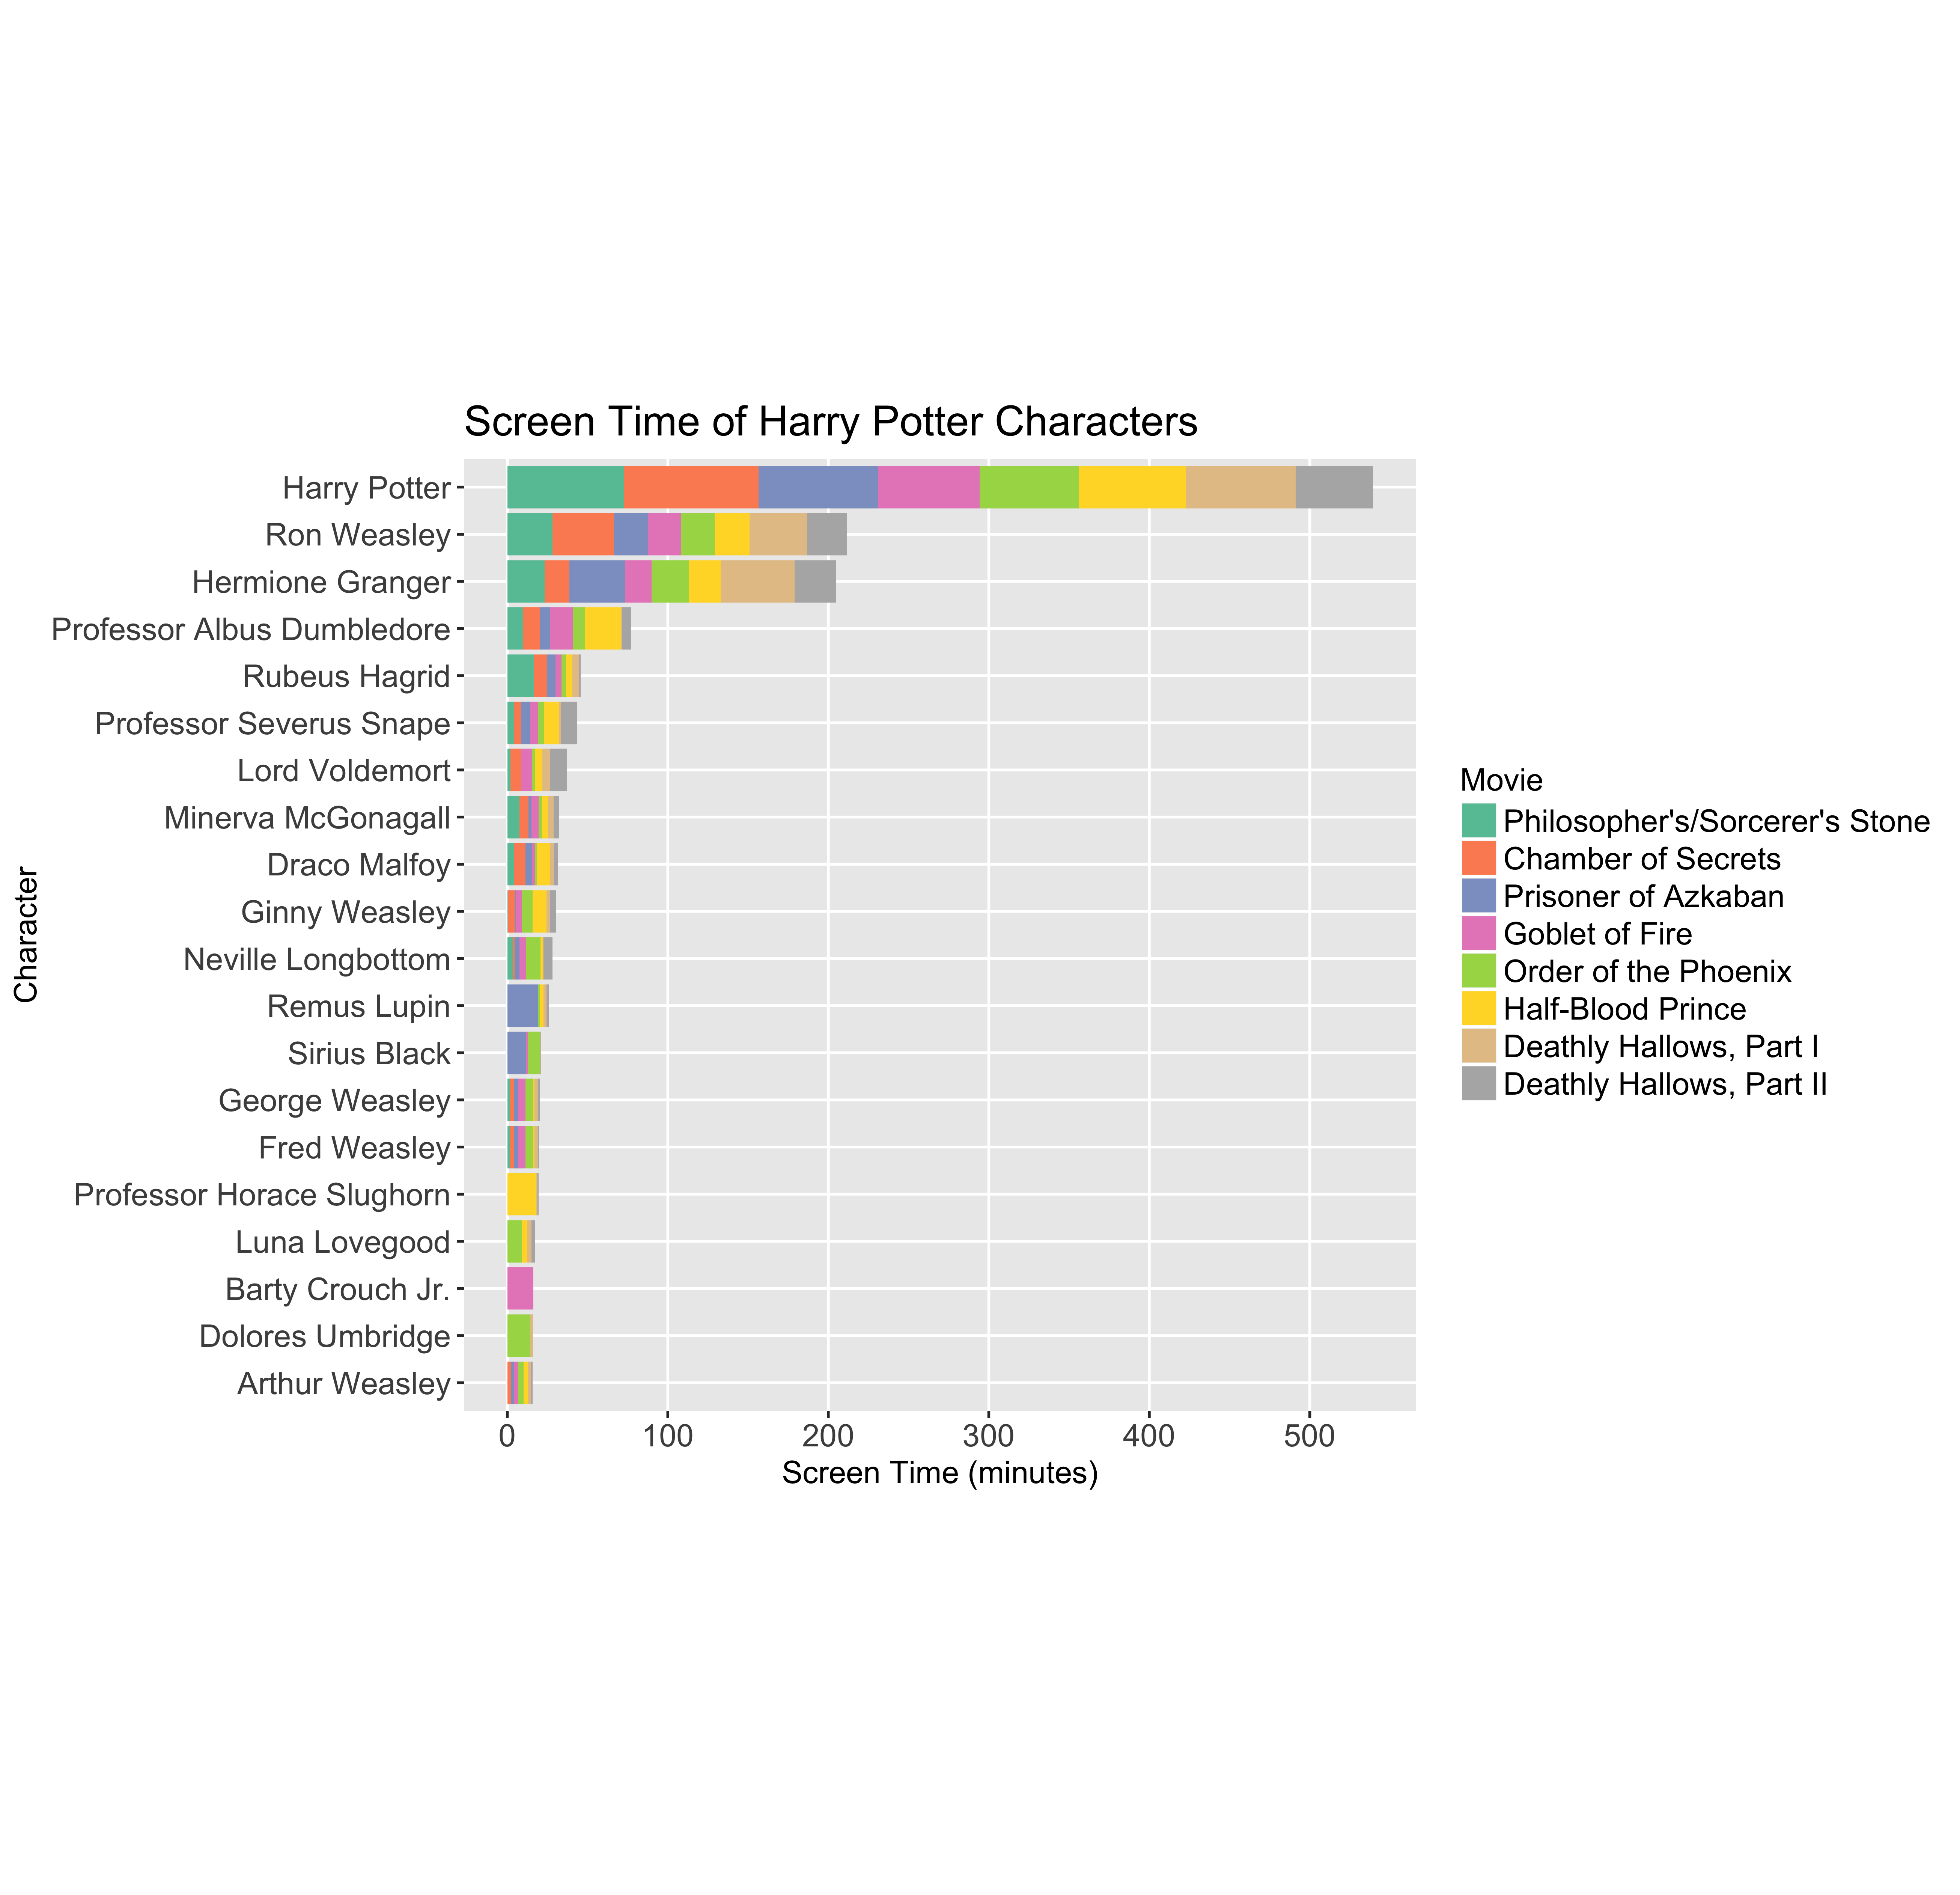 Screen Time of Harry Potter Characters
Harry Potter
Ron Weasley
Hermione Granger
Professor Albus Dumbledore
Rubeus Hagrid
Professor Severus Snape
Lord Voldemort
Minerva McGonagall
Draco Malfoy
Ginny Weasley
Neville Longbottom
Remus Lupin
Sirius Black
George Weasley
Fred Weasley
Professor Horace Slughorn
Luna Lovegood
Barty Crouch Jr.
Dolores Umbridge
Arthur Weasley
Character
0 100 200 300 400 500
Screen Time (minutes)
Movie
Philosopher's/Sorcerer's Stone
Chamber of Secrets
Prisoner of Azkaban
Goblet of Fire
Order of the Phoenix
Half-Blood Prince
Deathly Hallows, Part I
Deathly Hallows, Part II